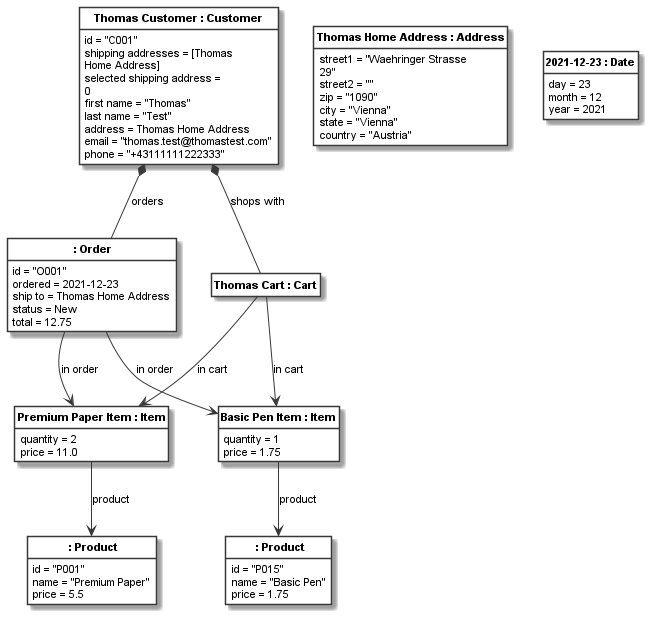 Thomas Customer : Customer
id = "C001"
shipping addresses = [Thomas
Home Address]
selected shipping address =
0
first name = "Thomas"
last name = "Test"
address = Thomas Home Address
email = "thomas.test@thomastest.com"
phone = "+43111111222333"
Thomas Home Address : Address
street1 = "Waehringer Strasse
29"
street2 = ""
zip = "1090"
city = "Vienna"
state = "Vienna"
country = "Austria"
2021-12-23 : Date
day = 23
month = 12
year = 2021
orders
shops with
: Order
id = "O001"
ordered = 2021-12-23
ship to = Thomas Home Address
status = New
total = 12.75
Thomas Cart : Cart
in order
in order
in cart
in cart
Premium Paper Item : Item
quantity = 2
price = 11.0
Basic Pen Item : Item
quantity = 1
price = 1.75
product
product
: Product
id = "P001"
name = "Premium Paper"
price = 5.5
: Product
id = "P015"
name = "Basic Pen"
price = 1.75